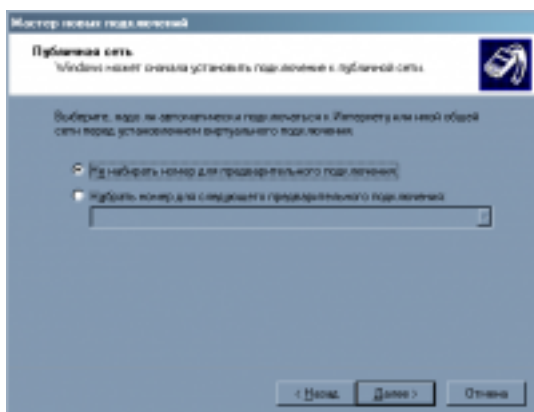 Мастер новых подключений
Публичная сеть
Windows может сначала установить подключение к публичной сети.
Выберите, надо ли автоматически подключаться к Интернету или иной общей
сети перед установлением виртуального подключения.
Не набирать номер для предварительного подключения
Набрать номер для следующего предварительного подключения:
< Назад
Далее >
Отмена